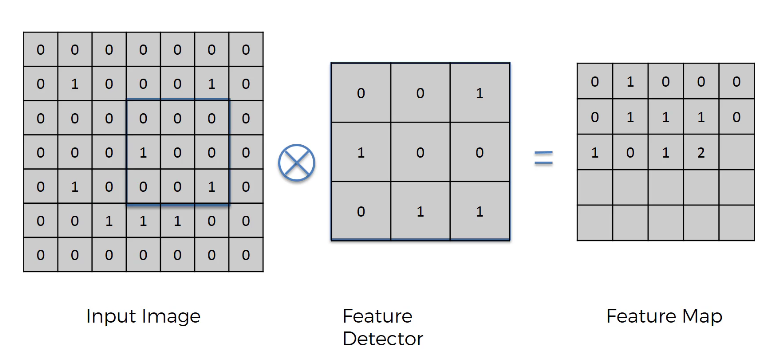 0 0 0 0 0 0 0
0 1 0 0 0 1 0
0 0 0 0 0 0 0
0 0 0 1 0 0 0
0 1 0 0 0 1 0
0 0 1 1 1 0 0
0 0 0 0 0 0 0
0 0 1
1 0 0
0 1 1
=
0 1 0 0 0
0 1 1 1 0
1 0 1 2
Input Image
Feature
Detector
Feature Map